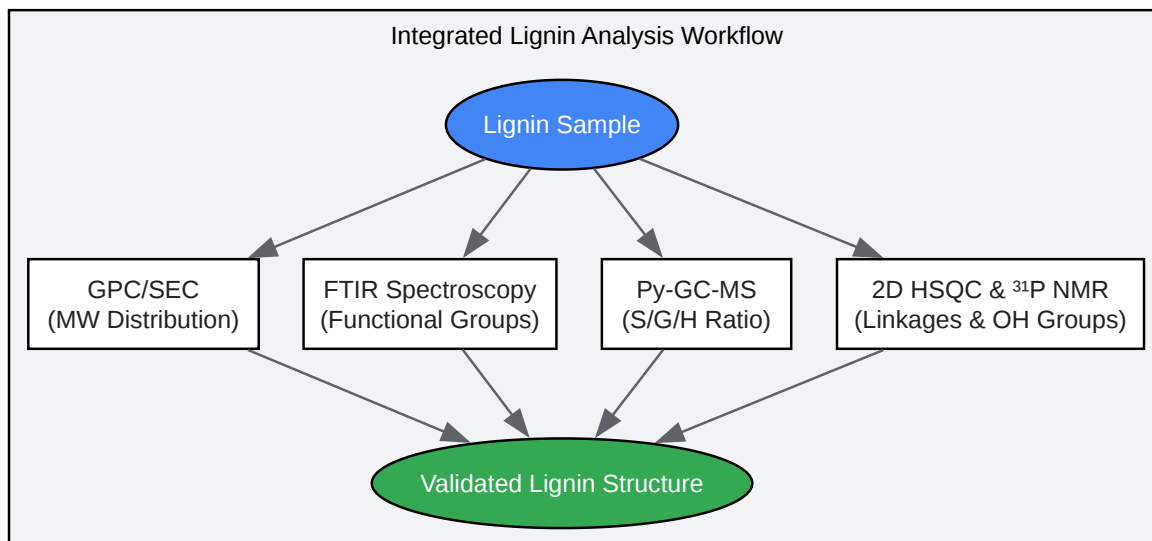 Integrated Lignin Analysis Workflow
Lignin Sample
GPC/SEC
(MW Distribution)
FTIR Spectroscopy
(Functional Groups)
Py-GC-MS
(S/G/H Ratio)
2D HSQC & ³¹P NMR
(Linkages & OH Groups)
Validated Lignin Structure